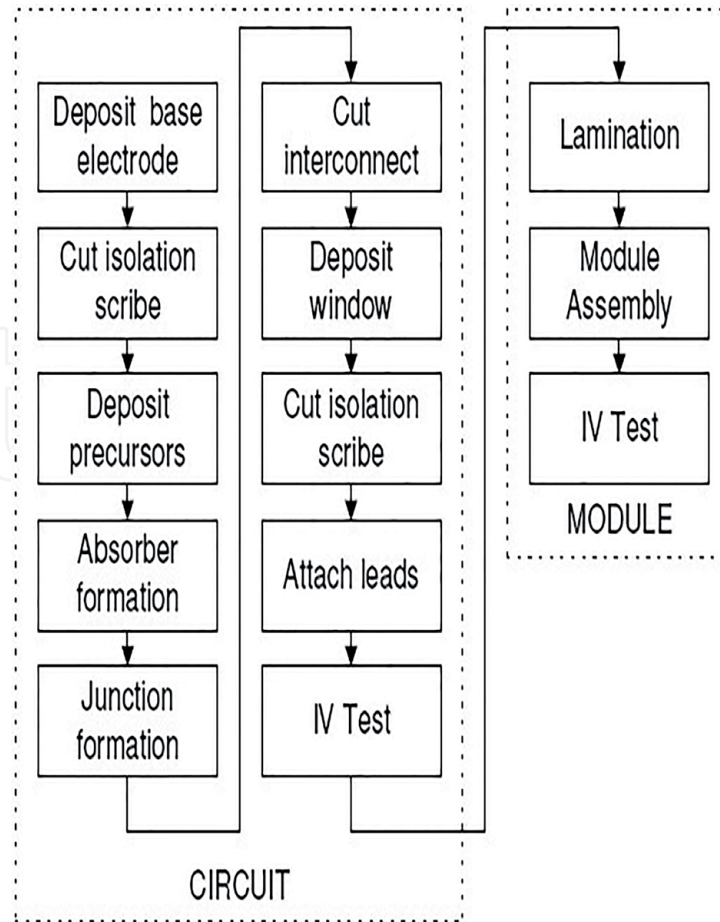 Deposit base
electrode
Cut isolation
scribe
Deposit
precursors
Absorber
formation
Junction
formation
Cut
interconnect
Deposit
window
Cut isolation
scribe
Attach leads
IV Test
CIRCUIT
Lamination
Module
Assembly
IV Test
MODULE